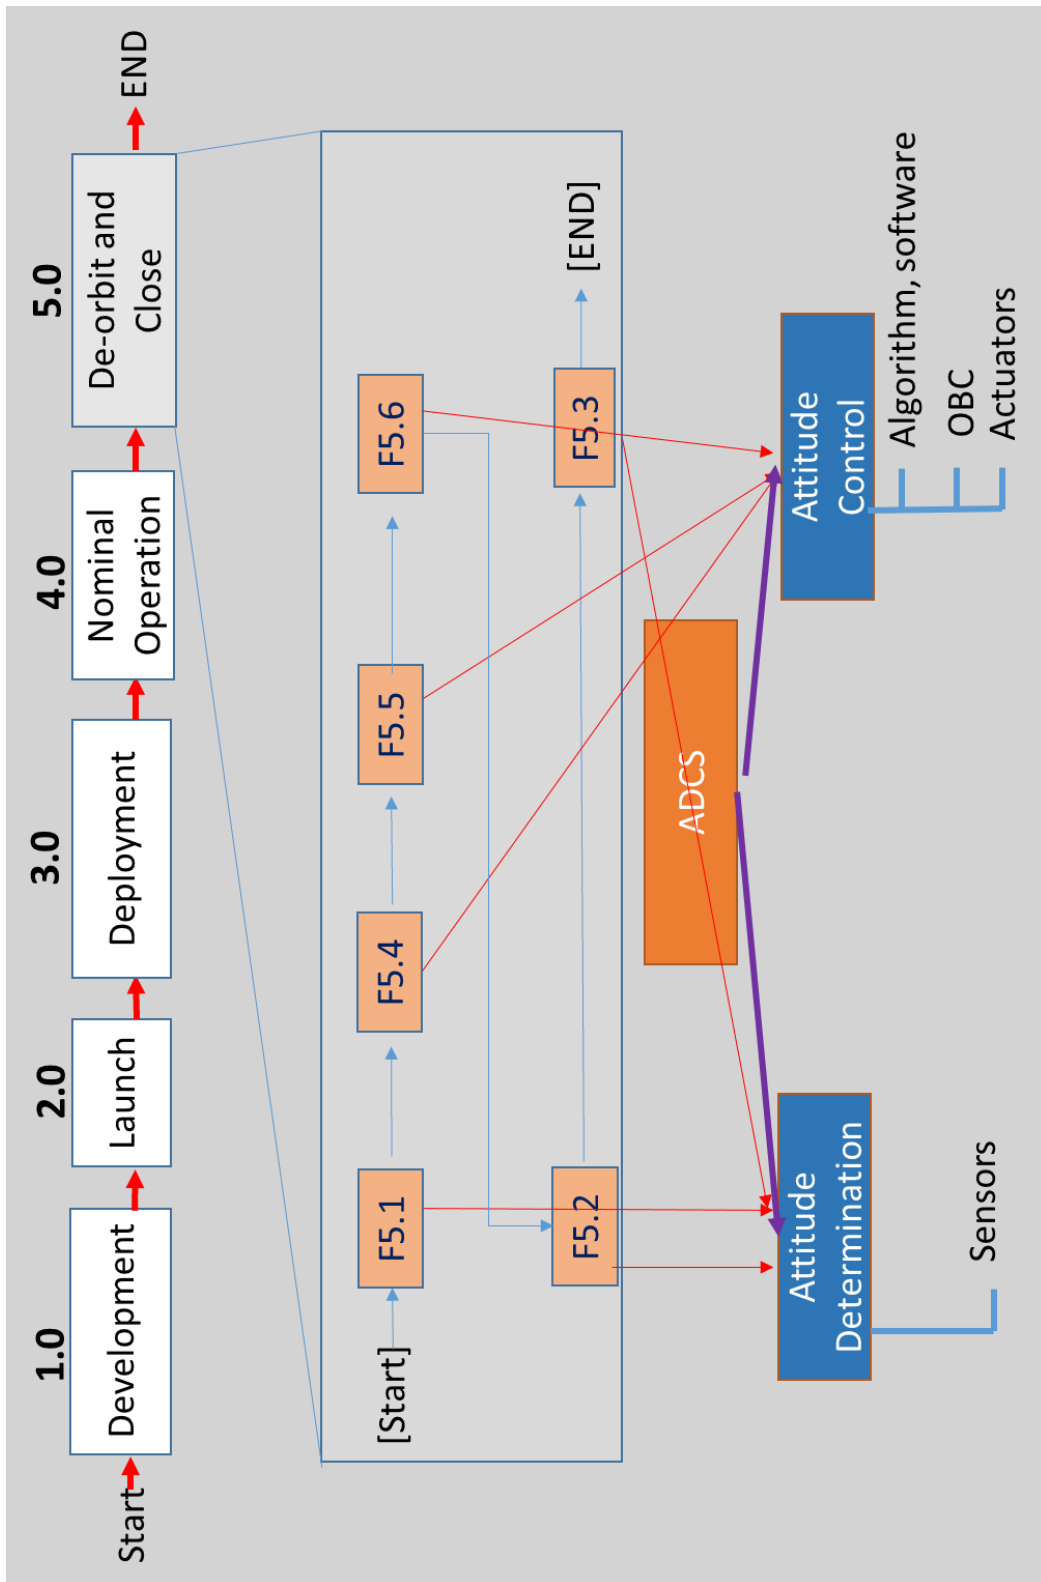 1.0
2.0
3.0
4.0
5.0
Start
Development
Launch
Deployment
Nominal
Operation
De-orbit and
Close
END
[Start]
F5.1
F5.4
F5.5
F5.6
F5.2
F5.3
[END]
ADCS
Attitude
Determination
Attitude
Control
Sensors
Algorithm, software
OBC
Actuators